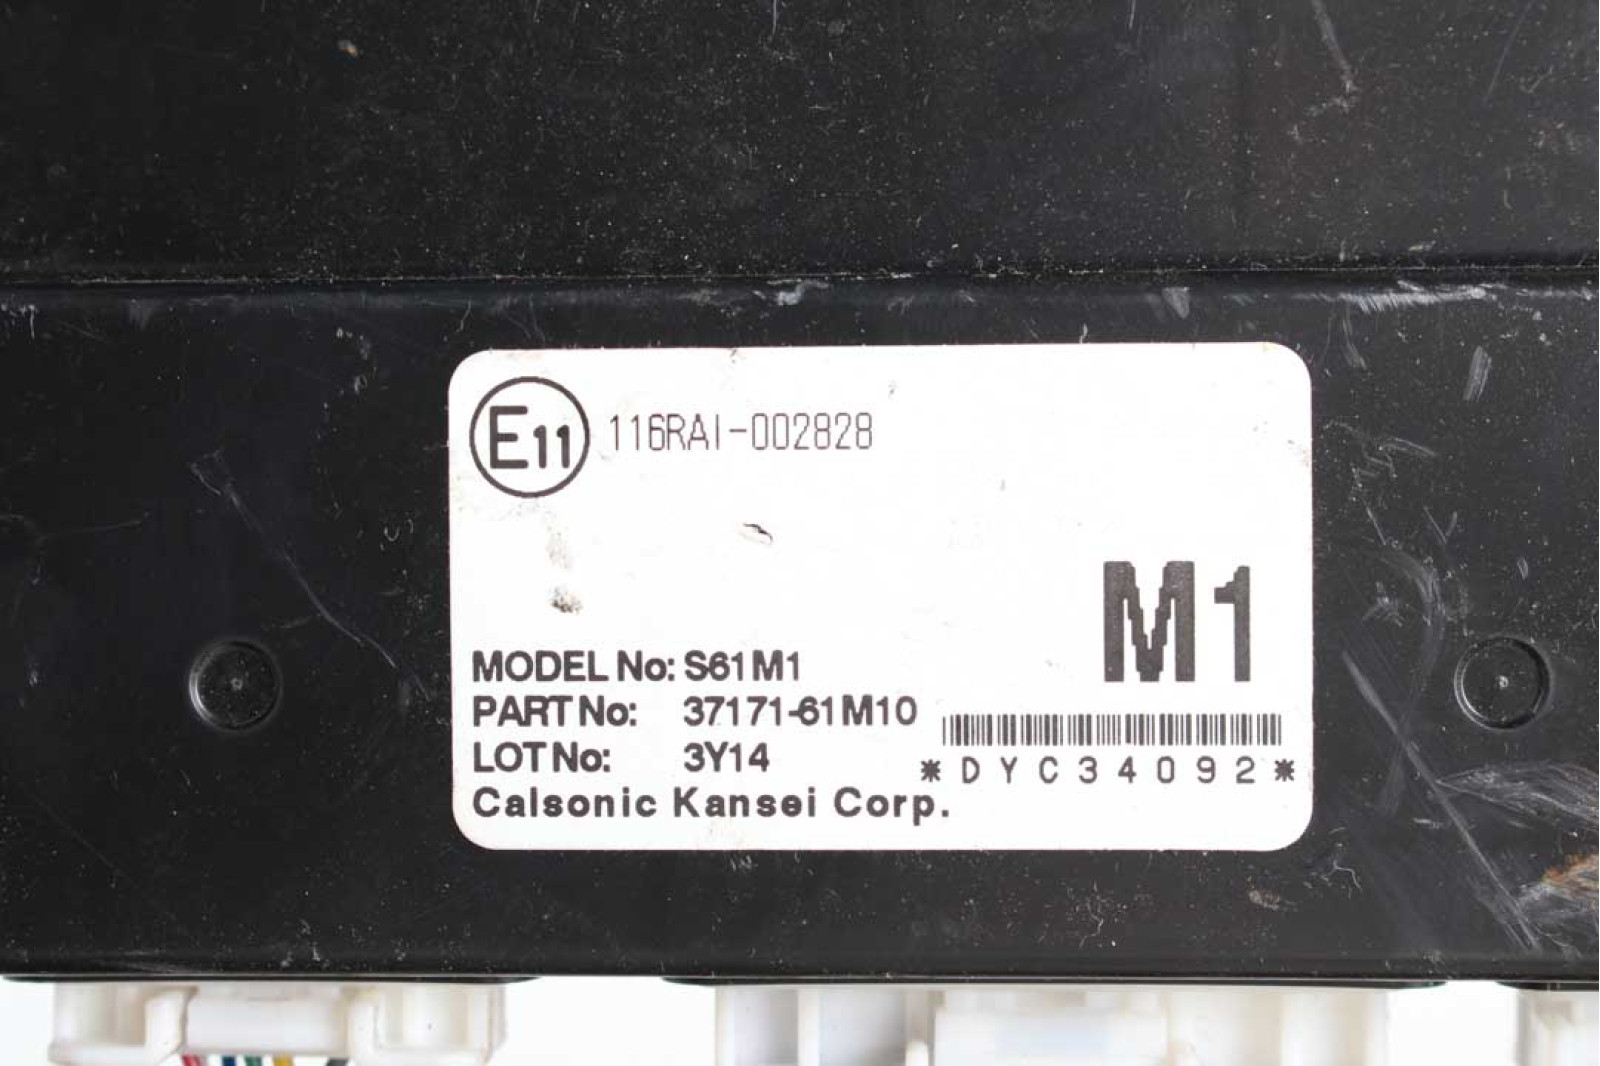 E11 116RAI-002828
M1
MODEL No: S61M1
PART No: 37171-61M10
LOT No: 3Y14
*DYC34092*
Calsonic Kansei Corp.